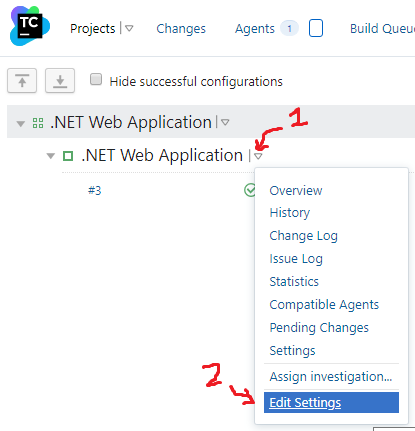 TC
Projects Changes Agents 1 Build Queu
Hide successful configurations
.NET Web Application
1
.NET Web Application
#3
Overview
History
Change Log
Issue Log
Statistics
Compatible Agents
Pending Changes
Settings
Assign investigation...
2
Edit Settings